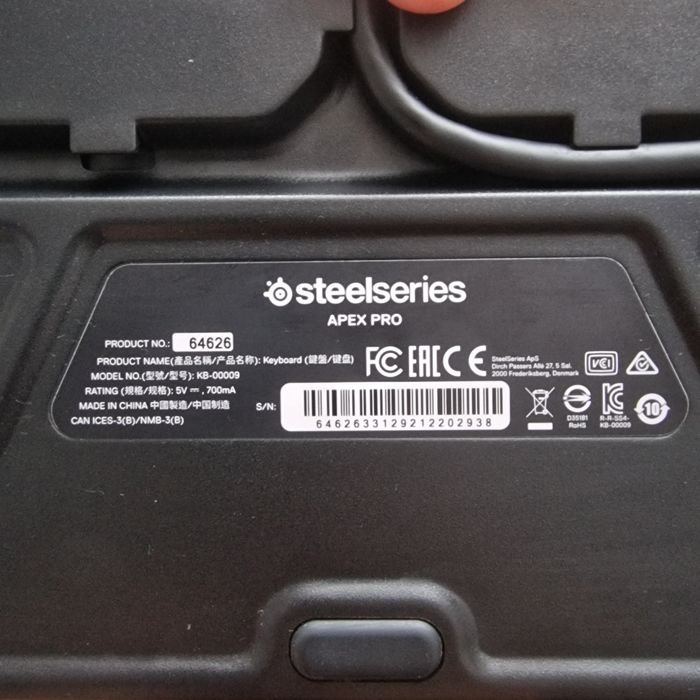 steelseries
APEX PRO
PRODUCT NO.: 64626
PRODUCT NAME(產品名稱/产品名称): Keyboard (鍵盤/键盘)
MODEL NO.(型號/型号): KB-00009
RATING (規格/规格): 5V⎓, 700mA
MADE IN CHINA 中國製造/中国制造
CAN ICES-3(B)/NMB-3(B)
S/N:
6462633129212202938
FC EAC CE
SteelSeries ApS
Dirch Passers Allé 27, 5 Sal.
2000 Frederiksberg, Denmark
VCI
D35181
RoHS
R-R-SS4-
KB-00009
10